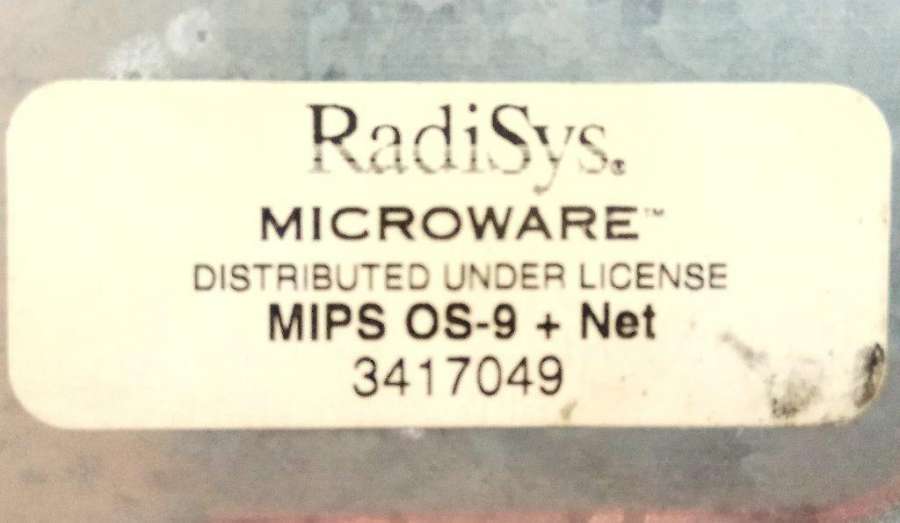 RadiSys®
MICROWARE™
DISTRIBUTED UNDER LICENSE
MIPS OS-9 + Net
3417049